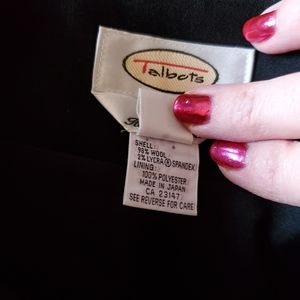 Talbots
SHELL:
98% WOOL
2% LYCRA® SPANDEX
LINING:
100% POLYESTER
MADE IN JAPAN
CA 23147
SEE REVERSE FOR CARE